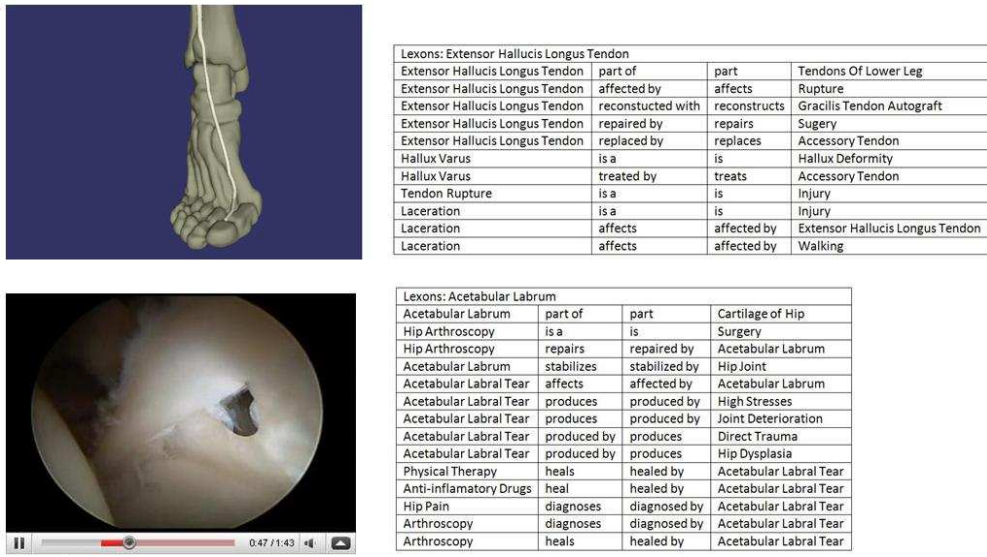 Lexons: Extensor Hallucis Longus Tendon
Extensor Hallucis Longus Tendon part of part Tendons Of Lower Leg
Extensor Hallucis Longus Tendon affected by affects Rupture
Extensor Hallucis Longus Tendon reconstucted with reconstructs Gracilis Tendon Autograft
Extensor Hallucis Longus Tendon repaired by repairs Sugery
Extensor Hallucis Longus Tendon replaced by replaces Accessory Tendon
Hallux Varus is a is Hallux Deformity
Hallux Varus treated by treats Accessory Tendon
Tendon Rupture is a is Injury
Laceration is a is Injury
Laceration affects affected by Extensor Hallucis Longus Tendon
Laceration affects affected by Walking
Lexons: Acetabular Labrum
Acetabular Labrum part of part Cartilage of Hip
Hip Arthroscopy is a is Surgery
Hip Arthroscopy repairs repaired by Acetabular Labrum
Acetabular Labrum stabilizes stabilized by Hip Joint
Acetabular Labral Tear affects affected by Acetabular Labrum
Acetabular Labral Tear produces produced by High Stresses
Acetabular Labral Tear produces produced by Joint Deterioration
Acetabular Labral Tear produced by produces Direct Trauma
Acetabular Labral Tear produced by produces Hip Dysplasia
Physical Therapy heals healed by Acetabular Labral Tear
Anti-inflamatory Drugs heal healed by Acetabular Labral Tear
Hip Pain diagnoses diagnosed by Acetabular Labral Tear
Arthroscopy diagnoses diagnosed by Acetabular Labral Tear
Arthroscopy heals healed by Acetabular Labral Tear
0:47 / 1:43